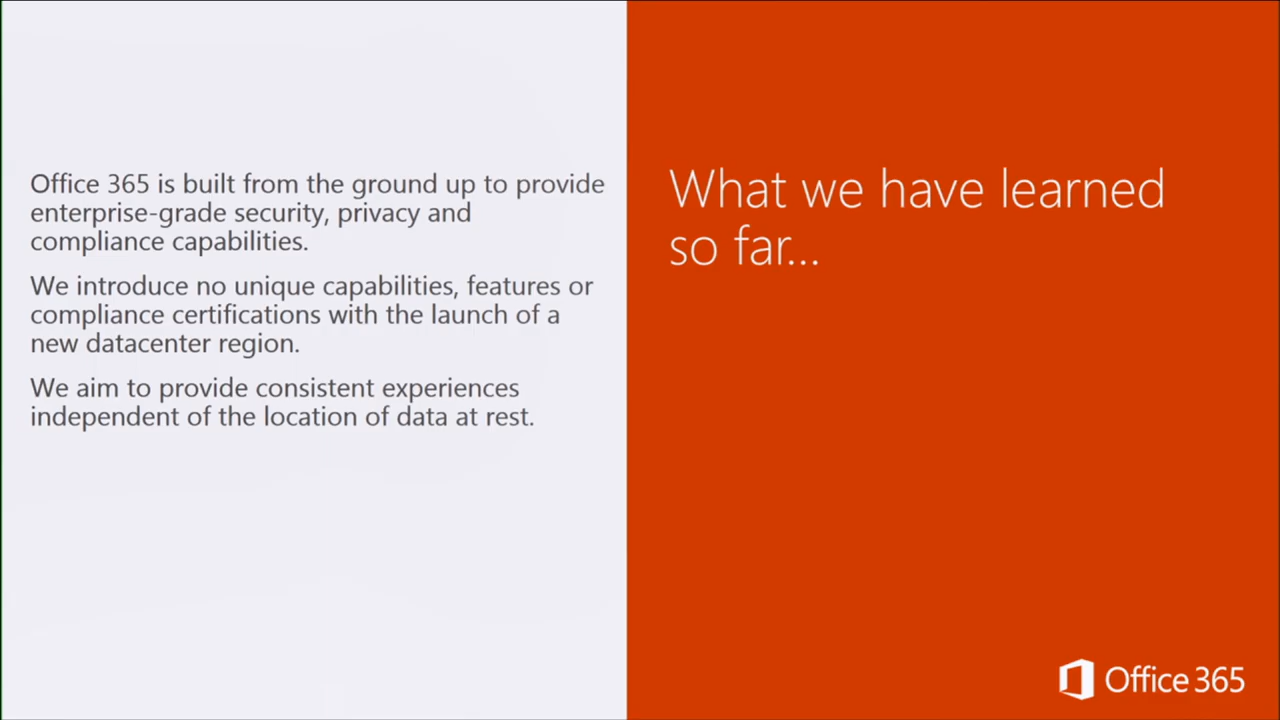 Office 365 is built from the ground up to provide
enterprise-grade security, privacy and
compliance capabilities.
We introduce no unique capabilities, features or
compliance certifications with the launch of a
new datacenter region.
We aim to provide consistent experiences
independent of the location of data at rest.
What we have learned
so far...
Office 365